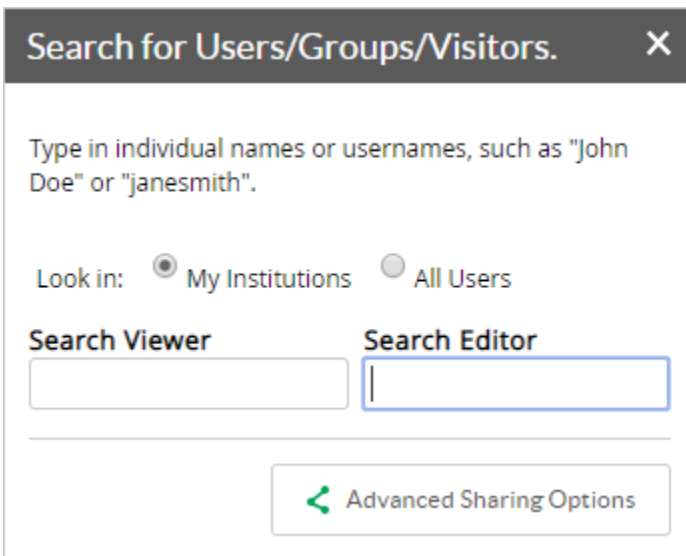 Search for Users/Groups/Visitors.
Type in individual names or usernames, such as "John
Doe" or "janesmith".
Look in: My Institutions All Users
Search Viewer Search Editor
Advanced Sharing Options